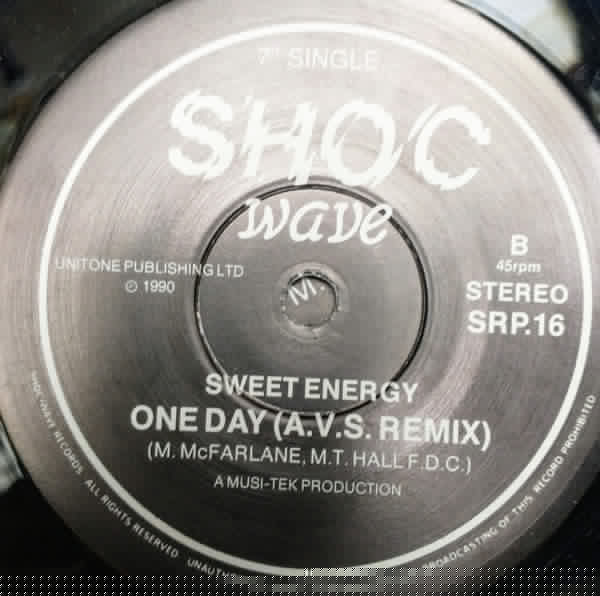 7" SINGLE
SHOC
wave
UNITONE PUBLISHING LTD
℗ 1990
B
45rpm
STEREO
SRP.16
M.
SWEET ENERGY
ONE DAY (A.V.S. REMIX)
(M. McFARLANE, M.T. HALL F.D.C.)
A MUSI-TEK PRODUCTION
SHOCWAVE RECORDS. ALL RIGHTS RESERVED. BROADCASTING OF THIS RECORD PROHIBITED